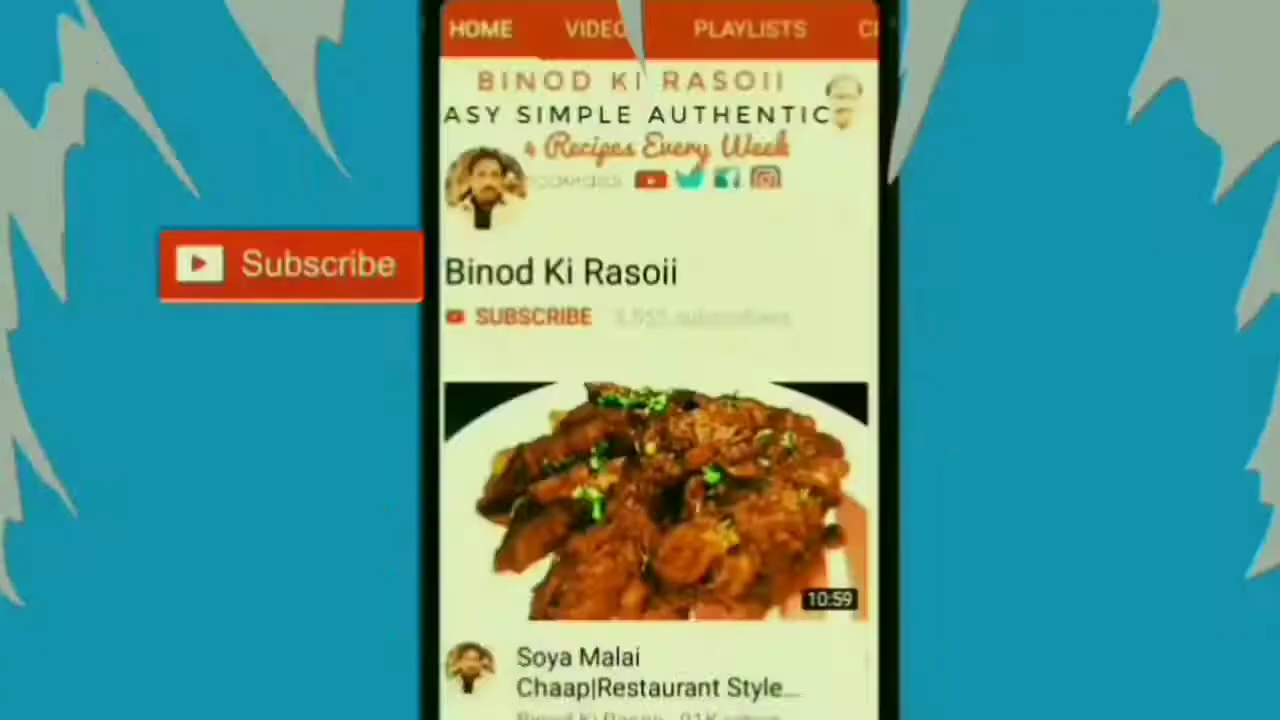 HOME VIDEO PLAYLISTS
BINOD KI RASOII
ASY SIMPLE AUTHENTIC
4 Recipes Every Week
Subscribe
Binod Ki Rasoii
SUBSCRIBE
10:59
Soya Malai
Chaap|Restaurant Style...